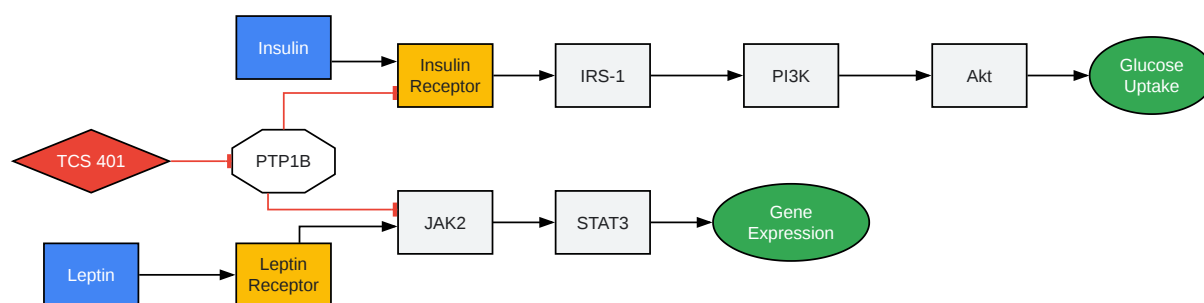 Insulin
Insulin
Receptor
IRS-1
PI3K
Akt
Glucose
Uptake
TCS 401
PTP1B
JAK2
STAT3
Gene
Expression
Leptin
Leptin
Receptor